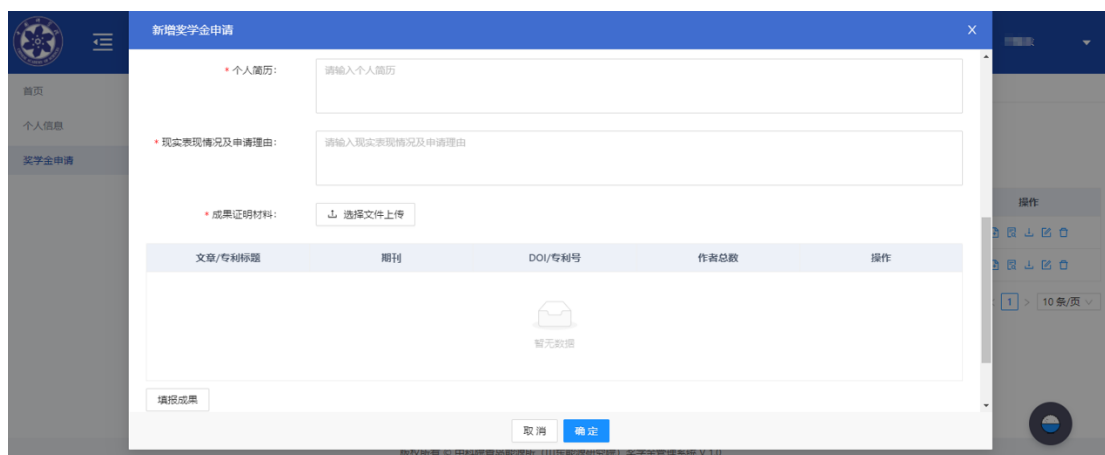 新增奖学金申请
X
首页
个人信息
奖学金申请
* 个人简历：
请输入个人简历
* 现实表现情况及申请理由：
请输入现实表现情况及申请理由
* 成果证明材料：
选择文件上传
操作
文章/专利标题 期刊 DOI/专利号 作者总数 操作
暂无数据
1 > 10 条/页
填报成果
取 消 确 定